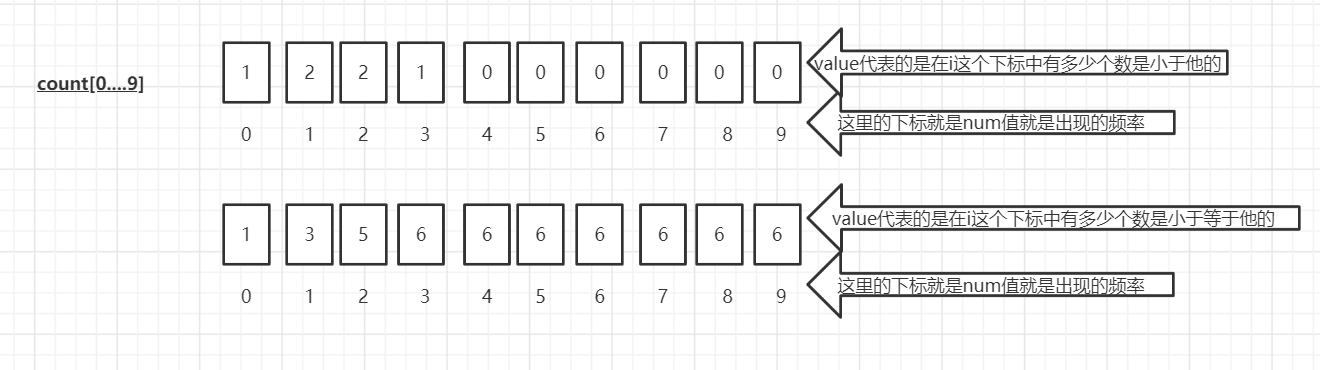 1 2 2 1 0 0 0 0 0 0
value代表的是在i这个下标中有多少个数是小于他的
count[0....9]
0 1 2 3 4 5 6 7 8 9
这里的下标就是num值就是出现的频率
1 3 5 6 6 6 6 6 6 6
value代表的是在i这个下标中有多少个数是小于等于他的
0 1 2 3 4 5 6 7 8 9
这里的下标就是num值就是出现的频率